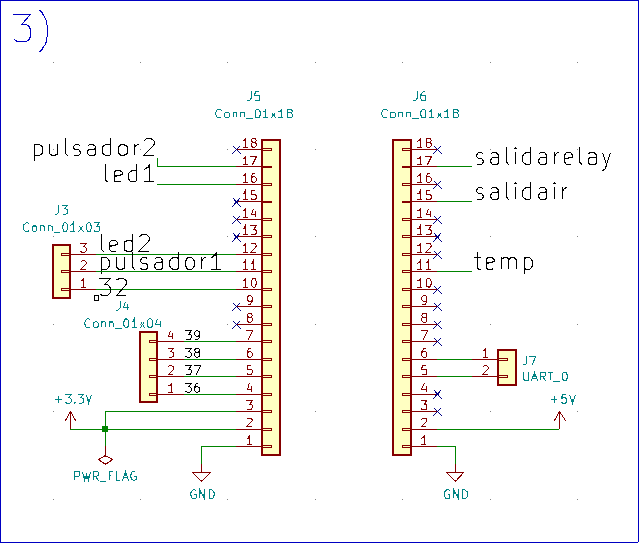 3)
J5
Conn_01x18
J6
Conn_01x18
pulsador2
led1
18
17
16
15
14
13
12
11
10
9
8
7
6
5
4
3
2
1
J3
Conn_01x03
3
2
1
led2
pulsador1
32
J4
Conn_01x04
4 39
3 38
2 37
1 36
+3.3V
PWR_FLAG
GND
18
17
16
15
14
13
12
11
10
9
8
7
6
5
4
3
2
1
salidarelay
salidair
temp
1
2
J7
UART_0
+5V
GND